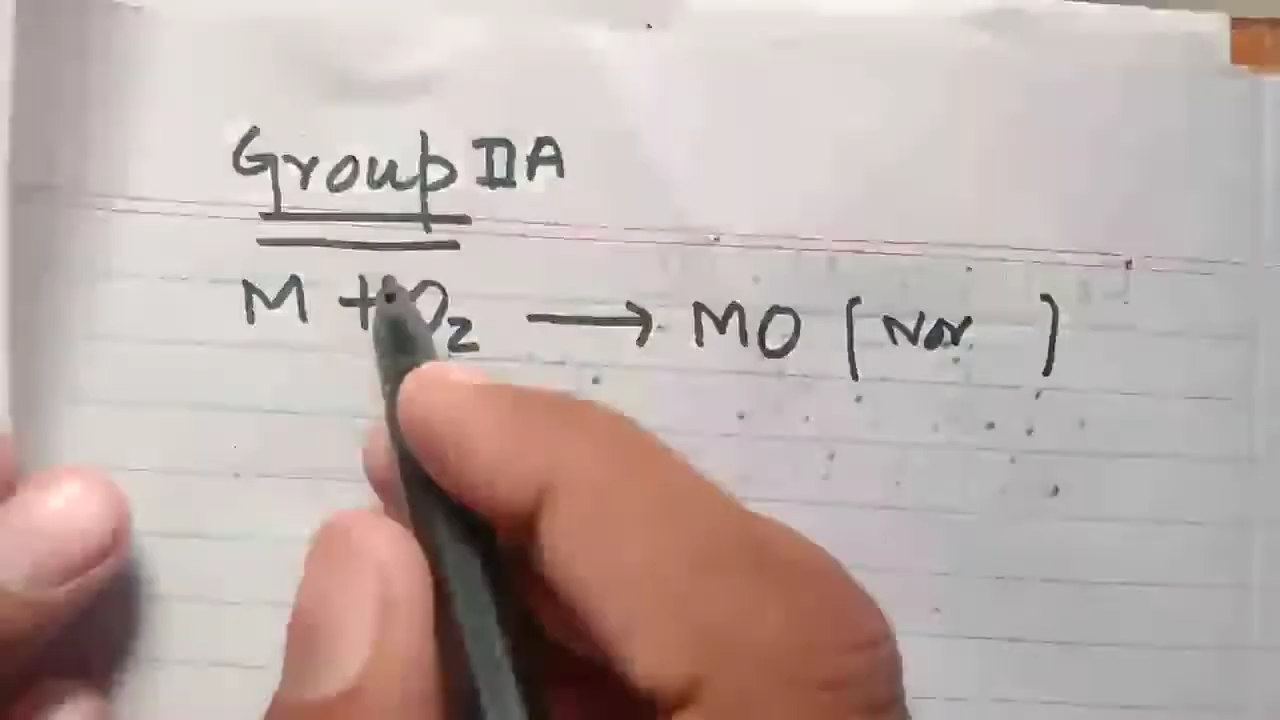 Group IIA
M + O₂ → MO (Nor )